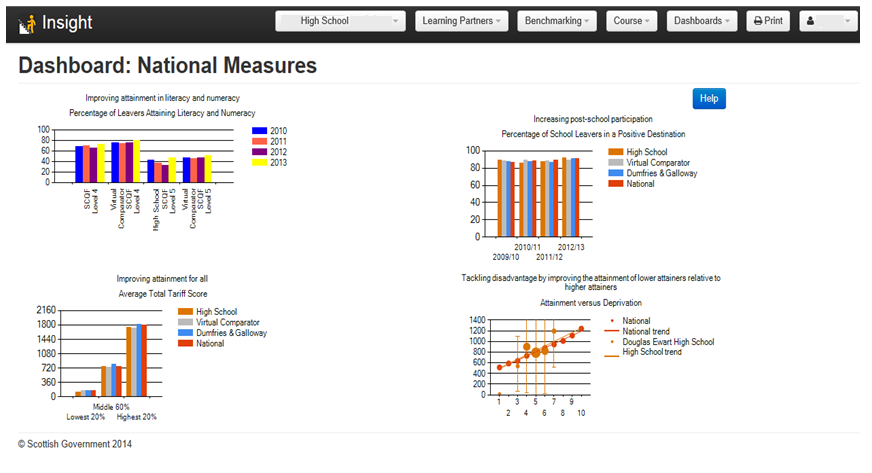 Insight
High School
Learning Partners
Benchmarking
Course
Dashboards
Print
Dashboard: National Measures
Improving attainment in literacy and numeracy
Percentage of Leavers Attaining Literacy and Numeracy
100
80
60
40
20
0
2010
2011
2012
2013
SCQF Level 4
Virtual Comparator SCQF Level 4
High School SCQF Level 5
Virtual Comparator SCQF Level 5
Help
Increasing post-school participation
Percentage of School Leavers in a Positive Destination
100
80
60
40
20
0
High School
Virtual Comparator
Dumfries & Galloway
National
2010/11 2012/13
2009/10 2011/12
Improving attainment for all
Average Total Tariff Score
2160
1800
1440
1080
720
360
0
High School
Virtual Comparator
Dumfries & Galloway
National
Middle 60%
Lowest 20% Highest 20%
Tackling disadvantage by improving the attainment of lower attainers relative to
higher attainers
Attainment versus Deprivation
1400
1200
1000
800
600
400
200
0
National
National trend
Douglas Ewart High School
High School trend
1 3 5 7 9
2 4 6 8 10
© Scottish Government 2014